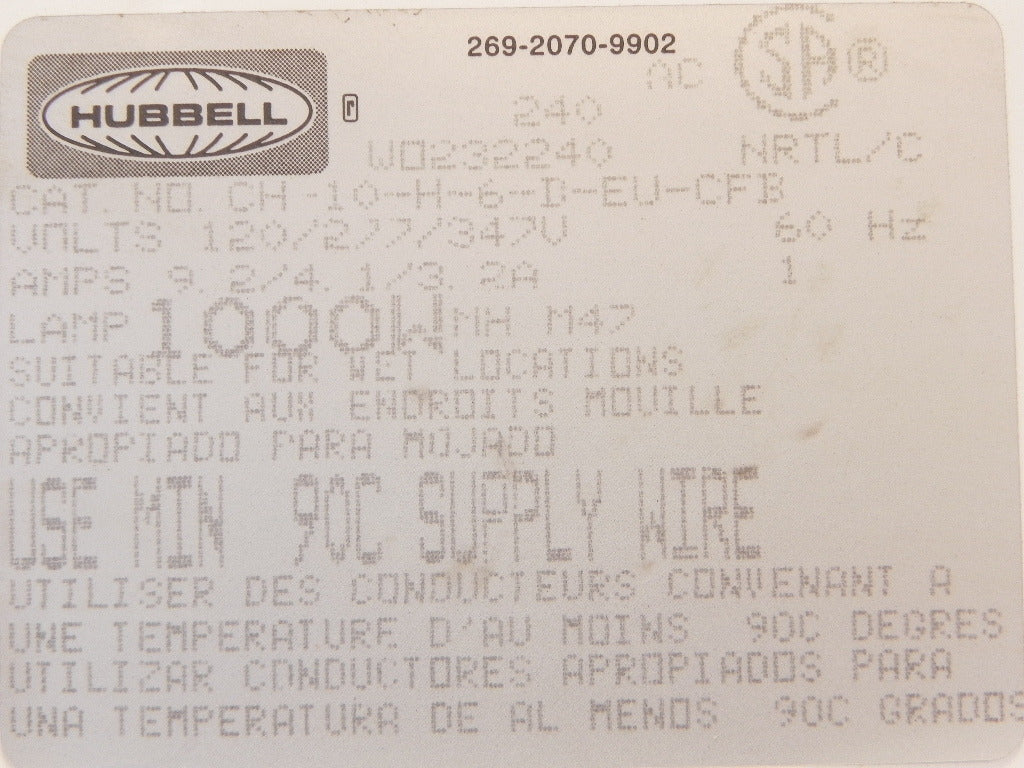 269-2070-9902
HUBBELL
AC
SA ®
240
WO232240
NRTL/C
CAT. NO. CH-10-H-6-D-EU-CFB
VOLTS 120/277/347V 60 Hz
AMPS 9.2/4.1/3.2A 1
LAMP 1000W MH M47
SUITABLE FOR WET LOCATIONS
CONVIENT AUX ENDROITS MOUILLE
APROPIADO PARA MOJADO
USE MIN 90C SUPPLY WIRE
UTILISER DES CONDUCTEURS CONVENANT A
UNE TEMPERATURE D'AU MOINS 90C DEGRES
UTILIZAR CONDUCTORES APROPIADOS PARA
UNA TEMPERATURA DE AL MENOS 90C GRADOS